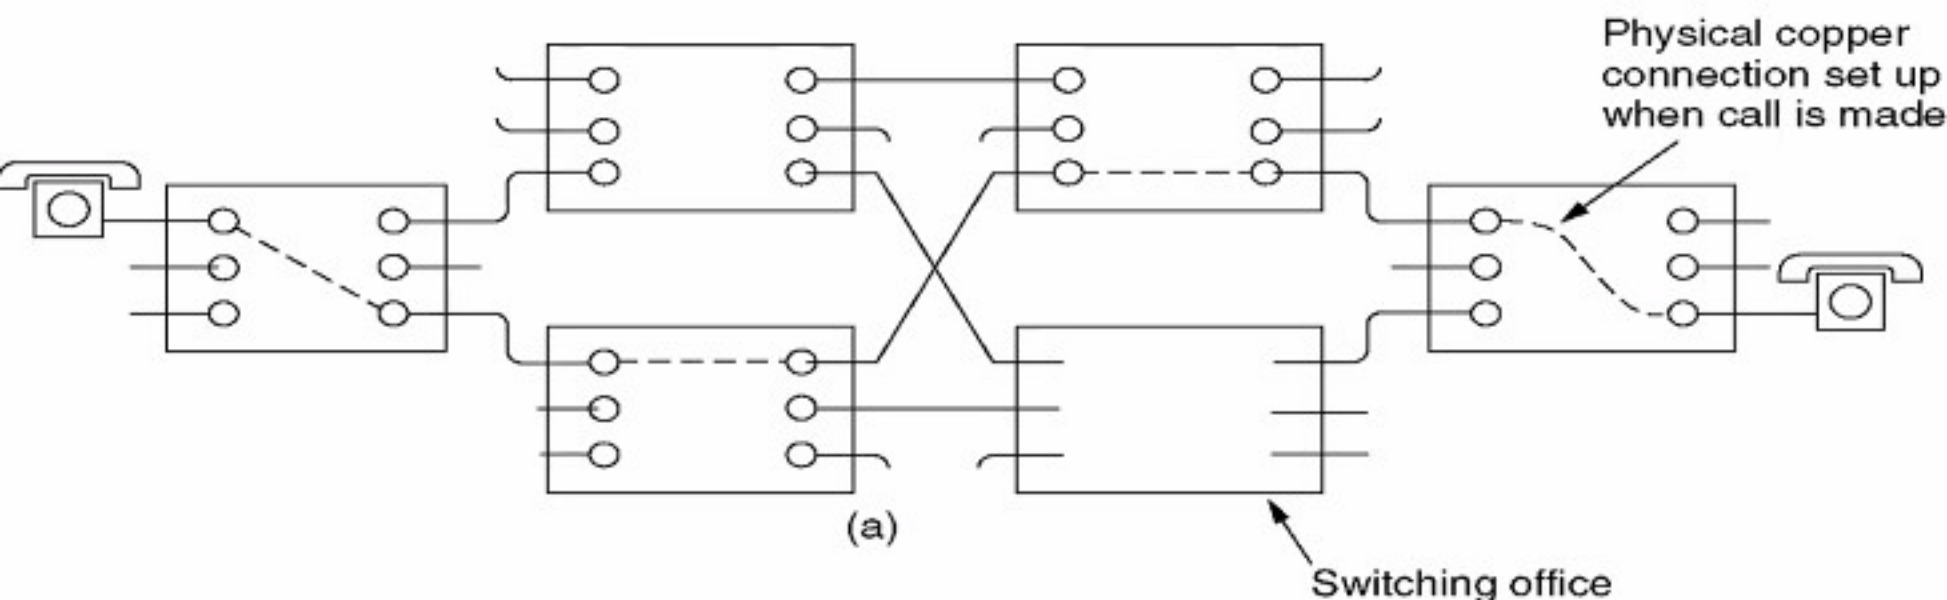 Physical copper
connection set up
when call is made
(a)
Switching office